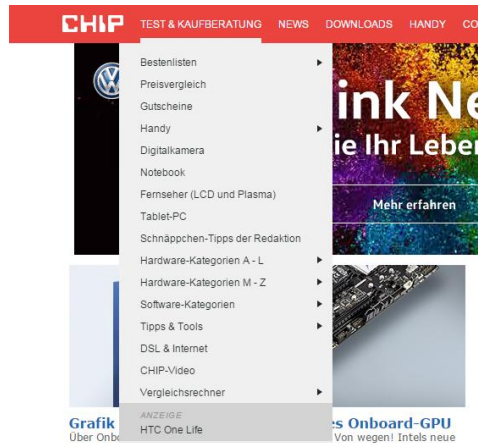 CHIP TEST & KAUFBERATUNG NEWS DOWNLOADS HANDY CO
Bestenlisten
Preisvergleich
Gutscheine
Handy
Digitalkamera
Notebook
Fernseher (LCD und Plasma)
Tablet-PC
Schnäppchen-Tipps der Redaktion
Hardware-Kategorien A - L
Hardware-Kategorien M - Z
Software-Kategorien
Tipps & Tools
DSL & Internet
CHIP-Video
Vergleichsrechner
ANZEIGE
HTC One Life
ink Ne
ie Ihr Leber
Mehr erfahren
Grafik
Über Onbo
es Onboard-GPU
Von wegen! Intels neue